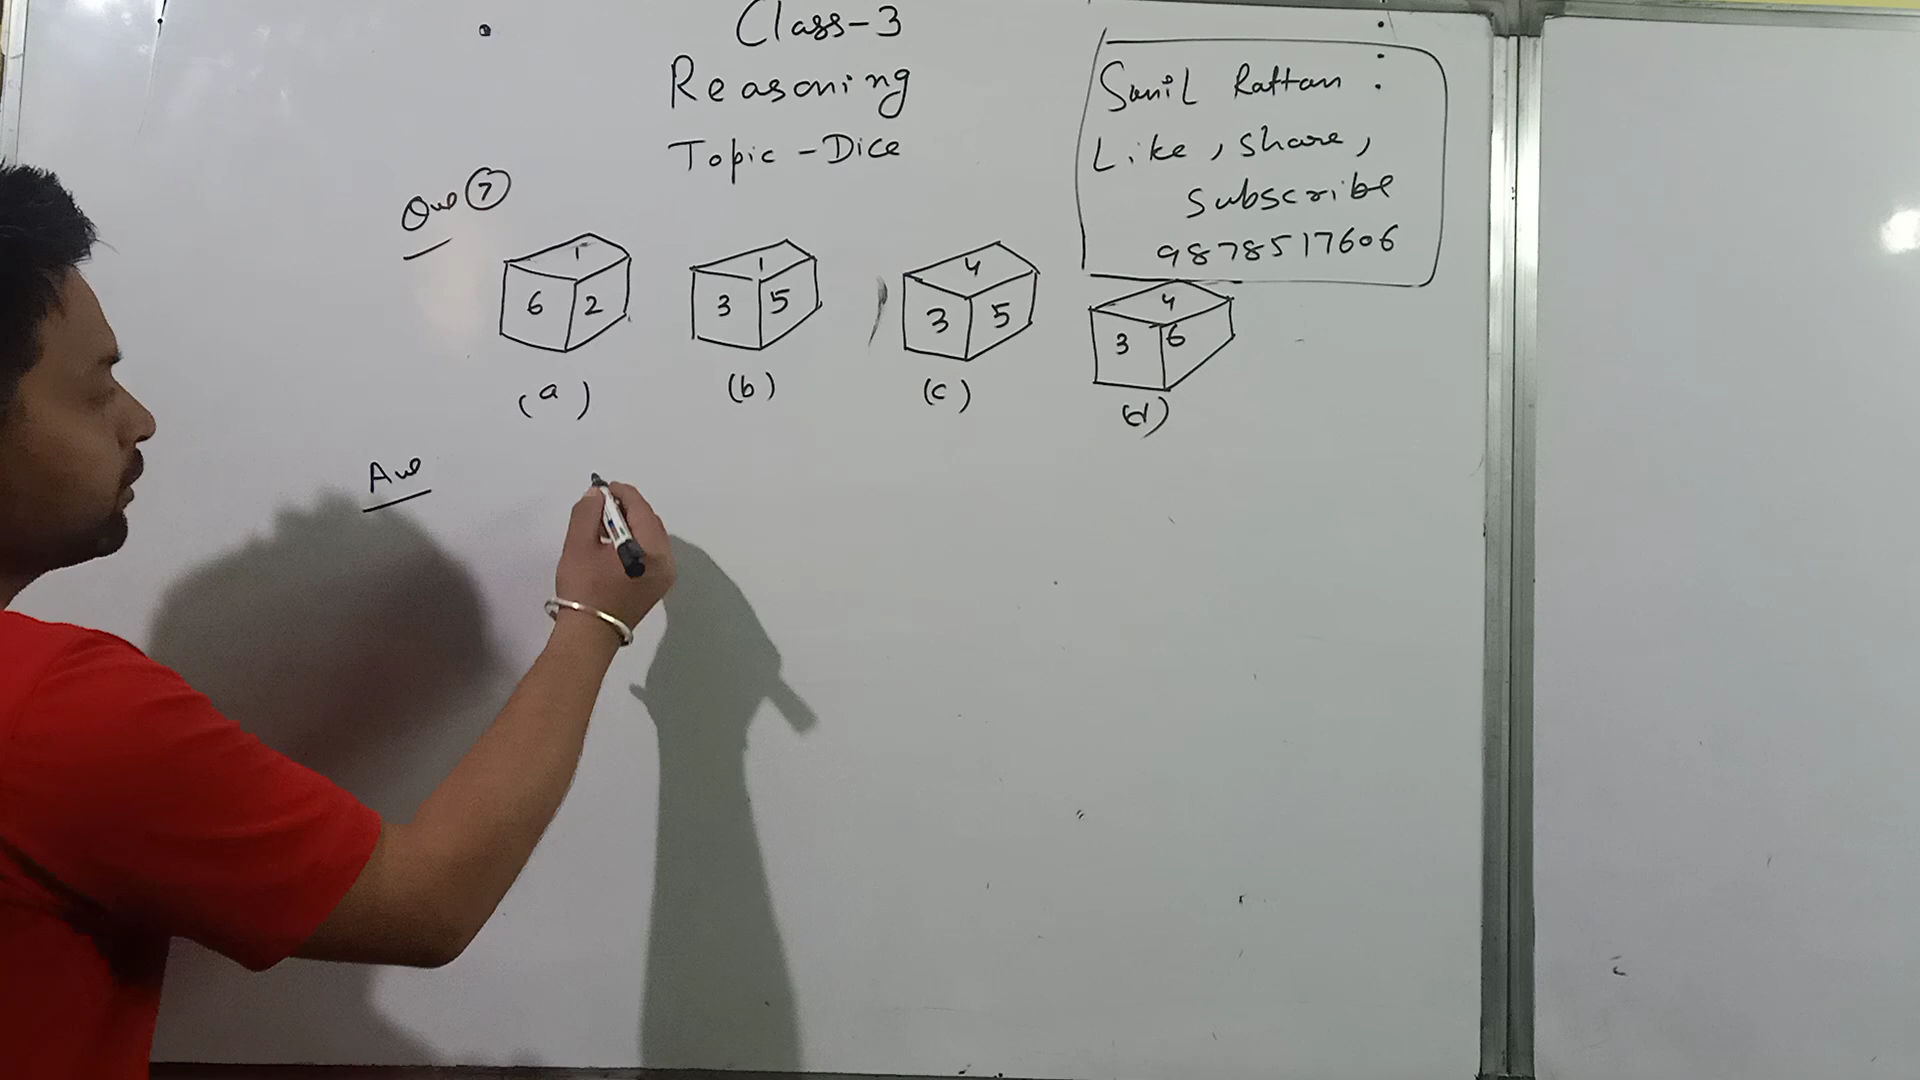 Class-3
Reasoning
Topic-Dice
Sunil Rattan :
Like, share,
subscribe
9878517606
Que 7
1
6 2
1
3 5
4
3 5
4
3 6
(a) (b) (c) (d)
Ans